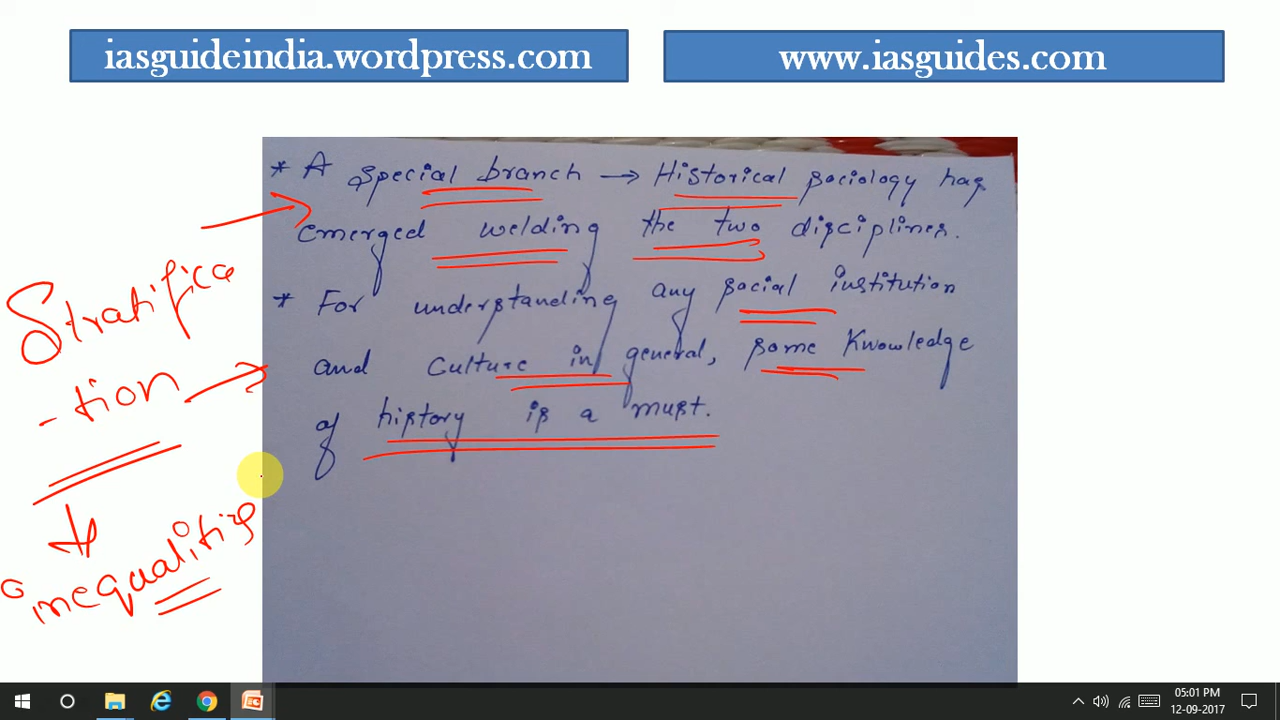 iasguideindia.wordpress.com
www.iasguides.com
* A special branch → Historical sociology has
emerged welding the two disciplines.
* For understanding any social institution
and Culture in general, some knowledge
of history is a must.
Stratifica
-tion
inequalities
05:01 PM
12-09-2017